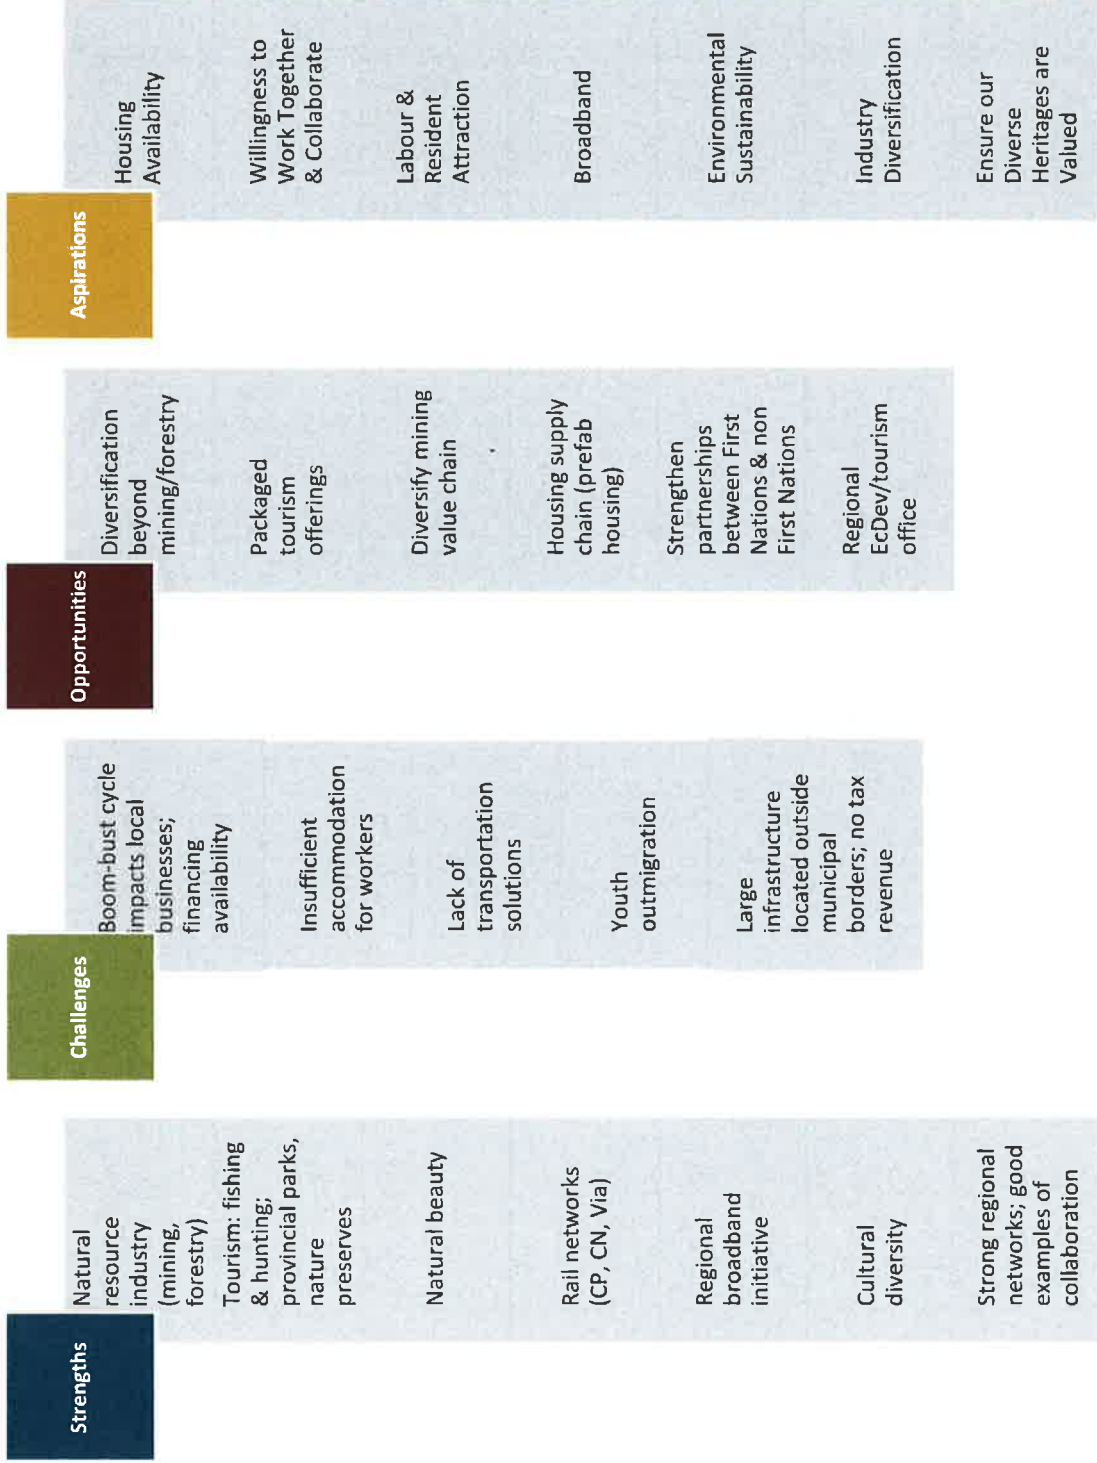 Strengths
Natural
resource
industry
(mining,
forestry)
Tourism: fishing
& hunting;
provincial parks,
nature
preserves
Natural beauty
Rail networks
(CP, CN, Via)
Regional
broadband
initiative
Cultural
diversity
Strong regional
networks; good
examples of
collaboration
Challenges
Boom-bust cycle
impacts local
businesses;
financing
availability
Insufficient
accommodation
for workers
Lack of
transportation
solutions
Youth
outmigration
Large
infrastructure
located outside
municipal
borders; no tax
revenue
Opportunities
Diversification
beyond
mining/forestry
Packaged
tourism
offerings
Diversify mining
value chain
Housing supply
chain (prefab
housing)
Strengthen
partnerships
between First
Nations & non
First Nations
Regional
EcDev/tourism
office
Aspirations
Housing
Availability
Willingness to
Work Together
& Collaborate
Labour &
Resident
Attraction
Broadband
Environmental
Sustainability
Industry
Diversification
Ensure our
Diverse
Heritages are
Valued